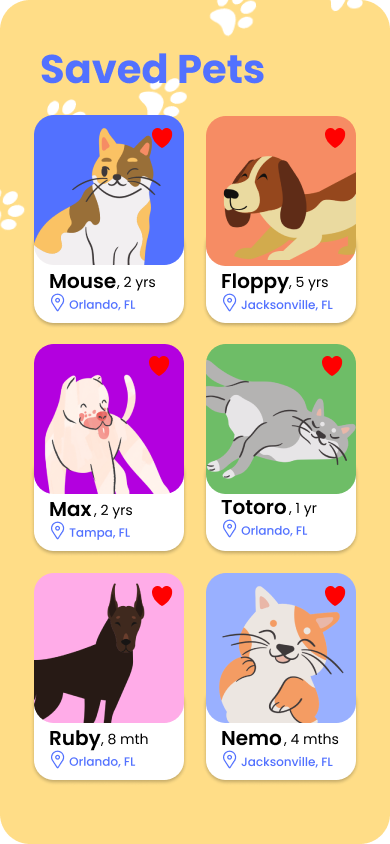 Saved Pets
Mouse, 2 yrs
Orlando, FL
Floppy, 5 yrs
Jacksonville, FL
Max, 2 yrs
Tampa, FL
Totoro, 1 yr
Orlando, FL
Ruby, 8 mth
Orlando, FL
Nemo, 4 mths
Jacksonville, FL